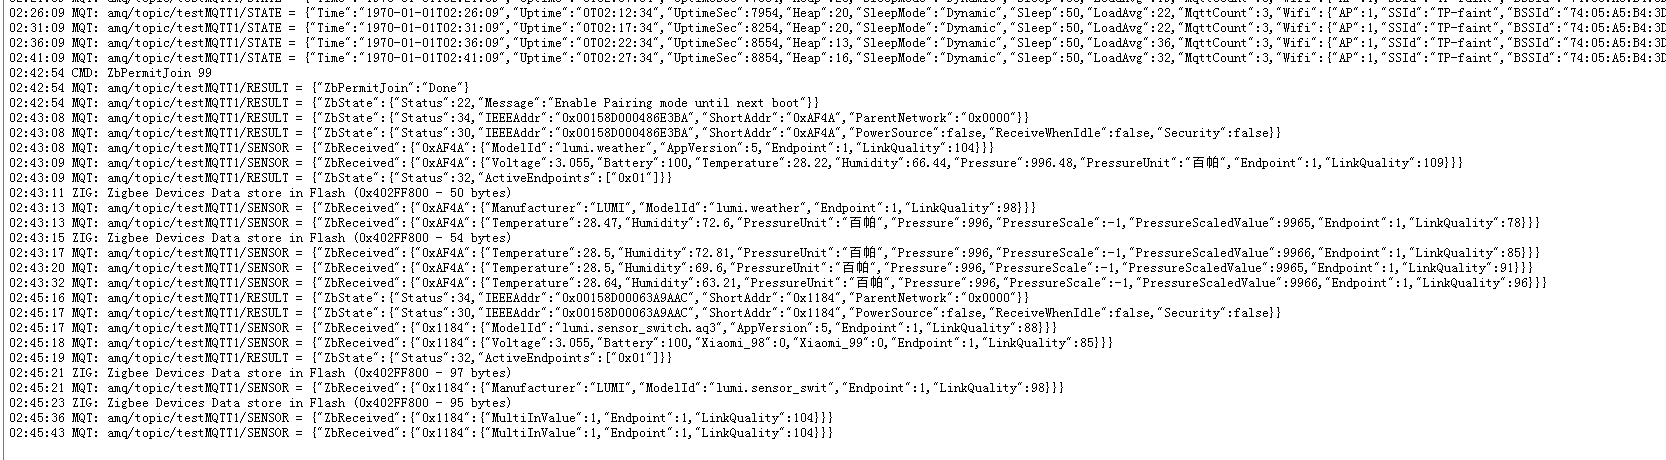 02:26:09 MQT: amq/topic/testMQTT1/STATE = {"Time":"1970-01-01T02:26:09","Uptime":"0T02:12:34","UptimeSec":7954,"Heap":20,"SleepMode":"Dynamic","Sleep":50,"LoadAvg":22,"MqttCount":3,"Wifi":{"AP":1,"SSId":"TP-faint","BSSId":"74:05:A5:B4:3D
02:31:09 MQT: amq/topic/testMQTT1/STATE = {"Time":"1970-01-01T02:31:09","Uptime":"0T02:17:34","UptimeSec":8254,"Heap":20,"SleepMode":"Dynamic","Sleep":50,"LoadAvg":22,"MqttCount":3,"Wifi":{"AP":1,"SSId":"TP-faint","BSSId":"74:05:A5:B4:3D
02:36:09 MQT: amq/topic/testMQTT1/STATE = {"Time":"1970-01-01T02:36:09","Uptime":"0T02:22:34","UptimeSec":8554,"Heap":13,"SleepMode":"Dynamic","Sleep":50,"LoadAvg":36,"MqttCount":3,"Wifi":{"AP":1,"SSId":"TP-faint","BSSId":"74:05:A5:B4:3D
02:41:09 MQT: amq/topic/testMQTT1/STATE = {"Time":"1970-01-01T02:41:09","Uptime":"0T02:27:34","UptimeSec":8854,"Heap":16,"SleepMode":"Dynamic","Sleep":50,"LoadAvg":32,"MqttCount":3,"Wifi":{"AP":1,"SSId":"TP-faint","BSSId":"74:05:A5:B4:3D
02:42:54 CMD: ZbPermitJoin 99
02:42:54 MQT: amq/topic/testMQTT1/RESULT = {"ZbPermitJoin":"Done"}
02:42:54 MQT: amq/topic/testMQTT1/RESULT = {"ZbState":{"Status":22,"Message":"Enable Pairing mode until next boot"}}
02:43:08 MQT: amq/topic/testMQTT1/RESULT = {"ZbState":{"Status":34,"IEEEAddr":"0x00158D000486E3BA","ShortAddr":"0xAF4A","ParentNetwork":"0x0000"}}
02:43:08 MQT: amq/topic/testMQTT1/RESULT = {"ZbState":{"Status":30,"IEEEAddr":"0x00158D000486E3BA","ShortAddr":"0xAF4A","PowerSource":false,"ReceiveWhenIdle":false,"Security":false}}
02:43:08 MQT: amq/topic/testMQTT1/SENSOR = {"ZbReceived":{"0xAF4A":{"ModelId":"lumi.weather","AppVersion":5,"Endpoint":1,"LinkQuality":104}}}
02:43:09 MQT: amq/topic/testMQTT1/SENSOR = {"ZbReceived":{"0xAF4A":{"Voltage":3.055,"Battery":100,"Temperature":28.22,"Humidity":66.44,"Pressure":996.48,"PressureUnit":"百帕","Endpoint":1,"LinkQuality":109}}}
02:43:09 MQT: amq/topic/testMQTT1/RESULT = {"ZbState":{"Status":32,"ActiveEndpoints":["0x01"]}}
02:43:11 ZIG: Zigbee Devices Data store in Flash (0x402FF800 - 50 bytes)
02:43:13 MQT: amq/topic/testMQTT1/SENSOR = {"ZbReceived":{"0xAF4A":{"Manufacturer":"LUMI","ModelId":"lumi.weather","Endpoint":1,"LinkQuality":98}}}
02:43:13 MQT: amq/topic/testMQTT1/SENSOR = {"ZbReceived":{"0xAF4A":{"Temperature":28.47,"Humidity":72.6,"PressureUnit":"百帕","Pressure":996,"PressureScale":-1,"PressureScaledValue":9965,"Endpoint":1,"LinkQuality":78}}}
02:43:15 ZIG: Zigbee Devices Data store in Flash (0x402FF800 - 54 bytes)
02:43:17 MQT: amq/topic/testMQTT1/SENSOR = {"ZbReceived":{"0xAF4A":{"Temperature":28.5,"Humidity":72.81,"PressureUnit":"百帕","Pressure":996,"PressureScale":-1,"PressureScaledValue":9966,"Endpoint":1,"LinkQuality":85}}}
02:43:20 MQT: amq/topic/testMQTT1/SENSOR = {"ZbReceived":{"0xAF4A":{"Temperature":28.5,"Humidity":69.6,"PressureUnit":"百帕","Pressure":996,"PressureScale":-1,"PressureScaledValue":9965,"Endpoint":1,"LinkQuality":91}}}
02:43:32 MQT: amq/topic/testMQTT1/SENSOR = {"ZbReceived":{"0xAF4A":{"Temperature":28.64,"Humidity":63.21,"PressureUnit":"百帕","Pressure":996,"PressureScale":-1,"PressureScaledValue":9966,"Endpoint":1,"LinkQuality":96}}}
02:45:16 MQT: amq/topic/testMQTT1/RESULT = {"ZbState":{"Status":34,"IEEEAddr":"0x00158D00063A9AAC","ShortAddr":"0x1184","ParentNetwork":"0x0000"}}
02:45:17 MQT: amq/topic/testMQTT1/RESULT = {"ZbState":{"Status":30,"IEEEAddr":"0x00158D00063A9AAC","ShortAddr":"0x1184","PowerSource":false,"ReceiveWhenIdle":false,"Security":false}}
02:45:17 MQT: amq/topic/testMQTT1/SENSOR = {"ZbReceived":{"0x1184":{"ModelId":"lumi.sensor_switch.aq3","AppVersion":5,"Endpoint":1,"LinkQuality":88}}}
02:45:18 MQT: amq/topic/testMQTT1/SENSOR = {"ZbReceived":{"0x1184":{"Voltage":3.055,"Battery":100,"Xiaomi_98":0,"Xiaomi_99":0,"Endpoint":1,"LinkQuality":85}}}
02:45:19 MQT: amq/topic/testMQTT1/RESULT = {"ZbState":{"Status":32,"ActiveEndpoints":["0x01"]}}
02:45:21 ZIG: Zigbee Devices Data store in Flash (0x402FF800 - 97 bytes)
02:45:21 MQT: amq/topic/testMQTT1/SENSOR = {"ZbReceived":{"0x1184":{"Manufacturer":"LUMI","ModelId":"lumi.sensor_swit","Endpoint":1,"LinkQuality":98}}}
02:45:23 ZIG: Zigbee Devices Data store in Flash (0x402FF800 - 95 bytes)
02:45:36 MQT: amq/topic/testMQTT1/SENSOR = {"ZbReceived":{"0x1184":{"MultiInValue":1,"Endpoint":1,"LinkQuality":104}}}
02:45:43 MQT: amq/topic/testMQTT1/SENSOR = {"ZbReceived":{"0x1184":{"MultiInValue":1,"Endpoint":1,"LinkQuality":104}}}